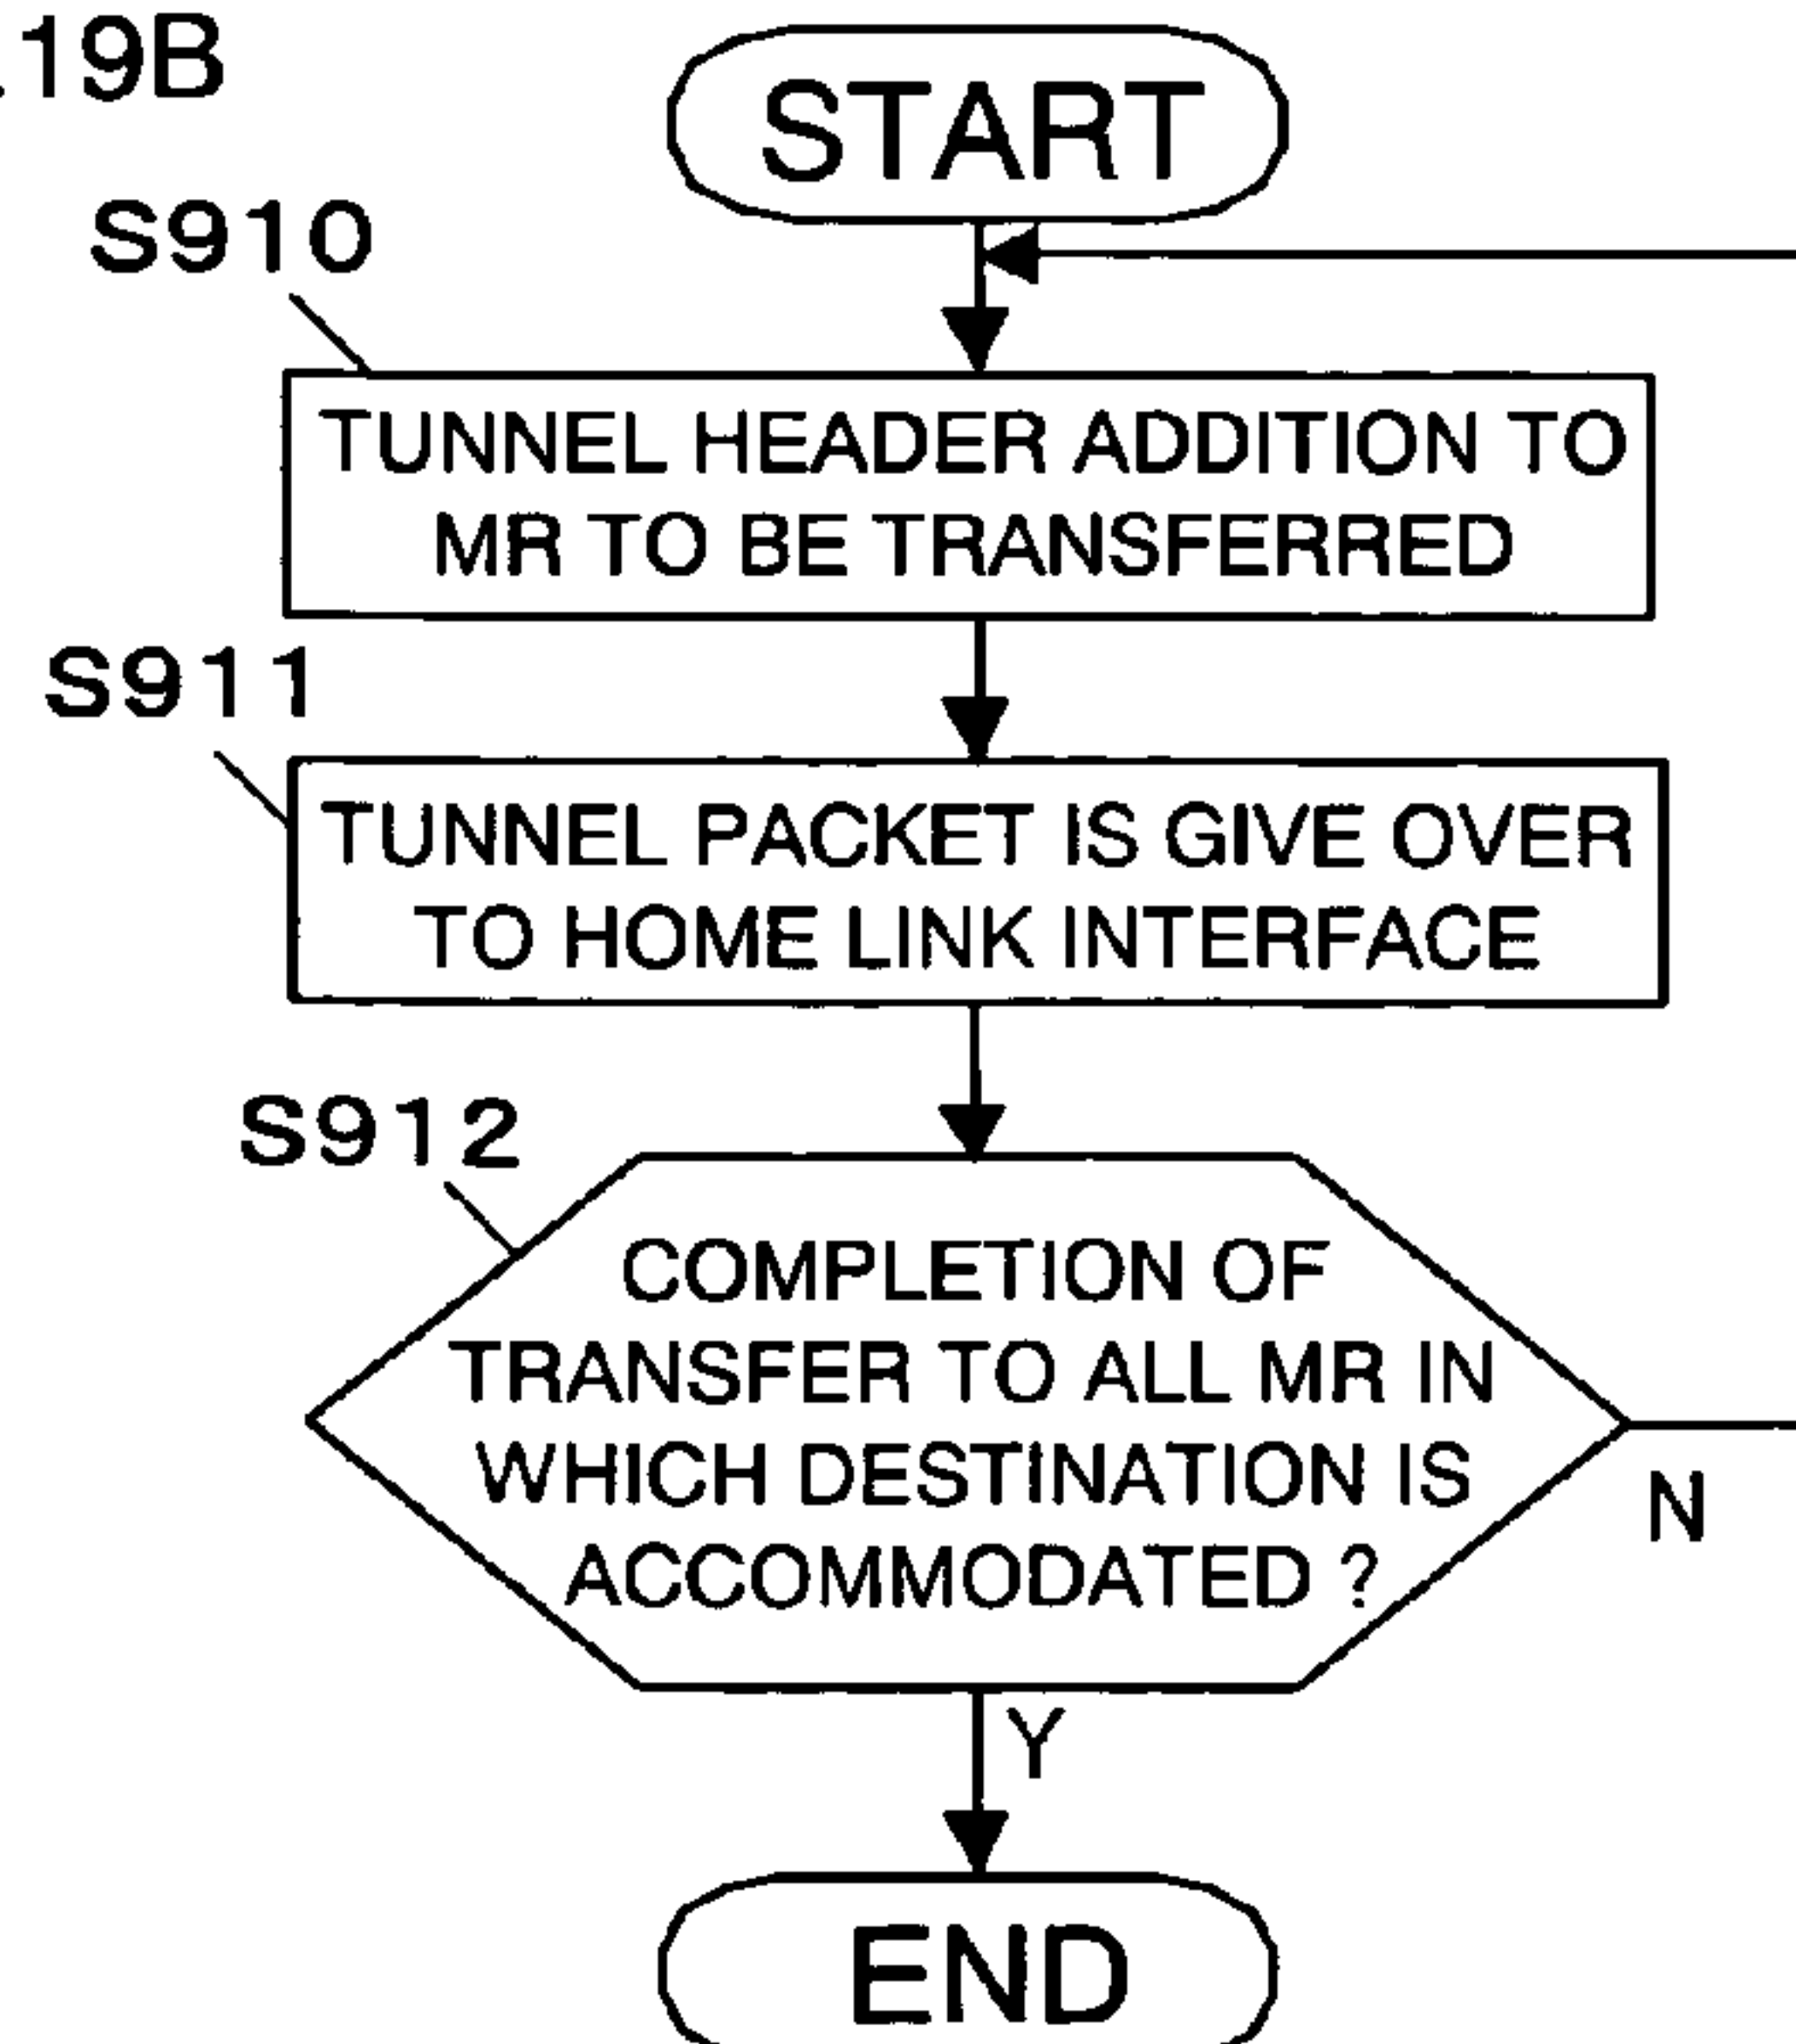 .19B
START
S910
TUNNEL HEADER ADDITION TO
MR TO BE TRANSFERRED
S911
TUNNEL PACKET IS GIVE OVER
TO HOME LINK INTERFACE
S912
COMPLETION OF
TRANSFER TO ALL MR IN
WHICH DESTINATION IS
ACCOMMODATED ?
N
Y
END